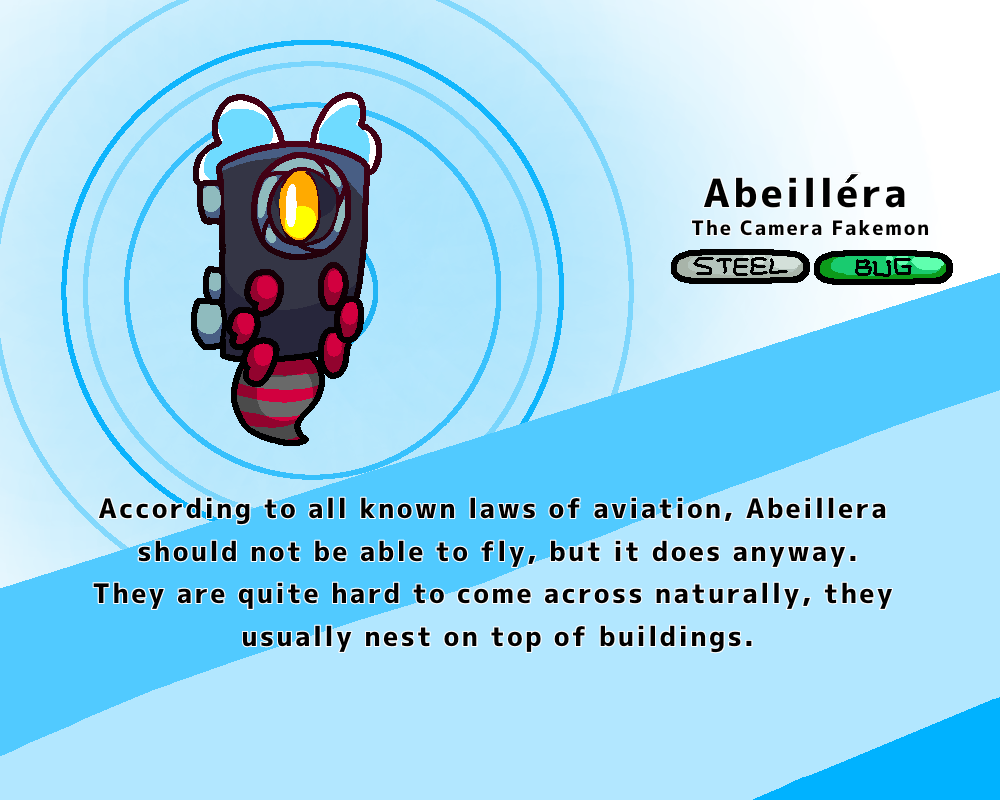 Abeilléra
The Camera Fakemon
STEEL BUG
According to all known laws of aviation, Abeillera
should not be able to fly, but it does anyway.
They are quite hard to come across naturally, they
usually nest on top of buildings.